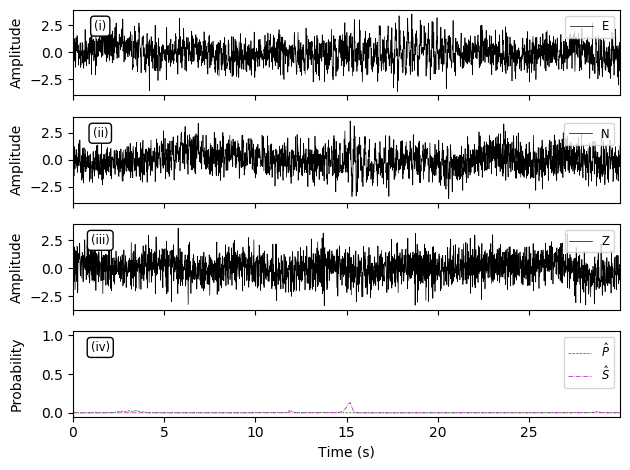 Amplitude
2.5
0.0
−2.5
(i)
E
Amplitude
2.5
0.0
−2.5
(ii)
N
Amplitude
2.5
0.0
−2.5
(iii)
Z
Probability
1.0
0.5
0.0
(iv)
P̂
Ŝ
0 5 10 15 20 25
Time (s)